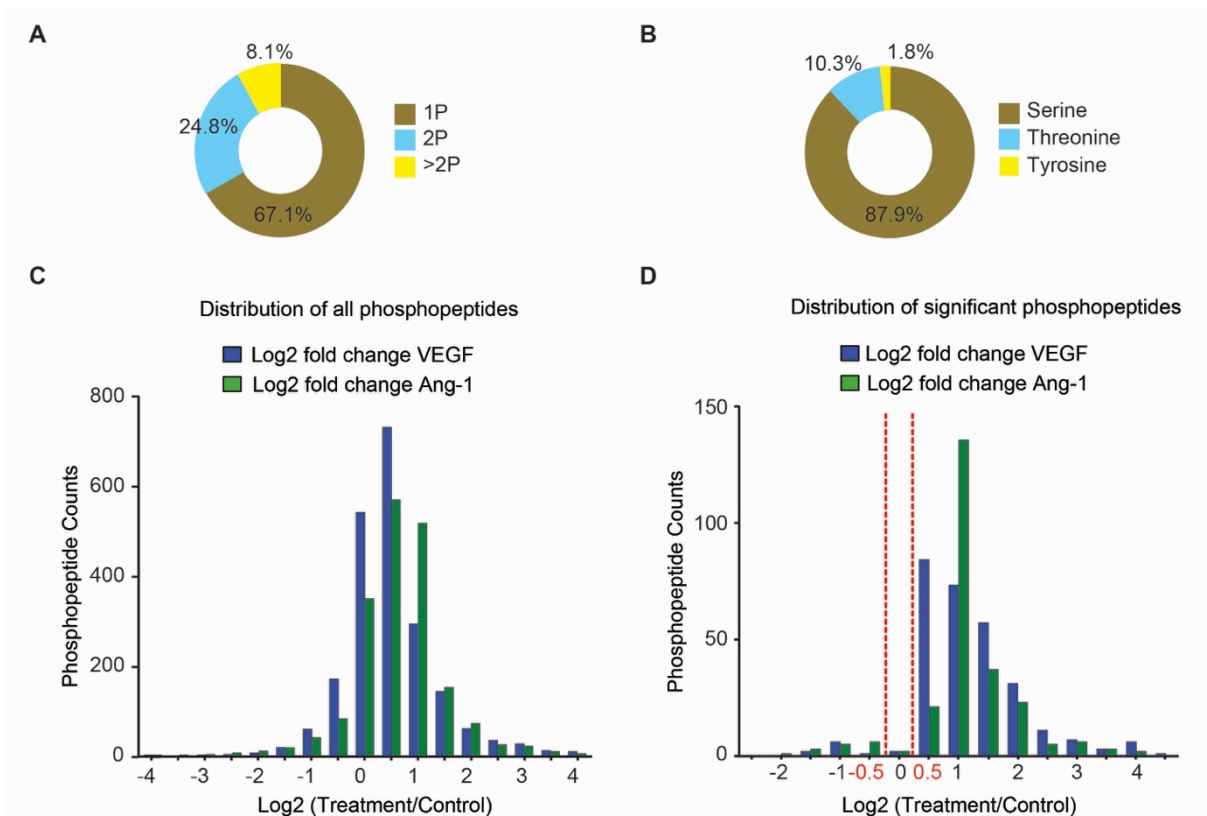 A
8.1%
24.8%
67.1%
1P
2P
>2P
B
1.8%
10.3%
87.9%
Serine
Threonine
Tyrosine
C
Distribution of all phosphopeptides
Log2 fold change VEGF
Log2 fold change Ang-1
Phosphopeptide Counts
800
600
400
200
0
-4 -3 -2 -1 0 1 2 3 4
Log2 (Treatment/Control)
D
Distribution of significant phosphopeptides
Log2 fold change VEGF
Log2 fold change Ang-1
Phosphopeptide Counts
150
100
50
0
-2 -1 -0.5 0 0.5 1 2 3 4
Log2 (Treatment/Control)